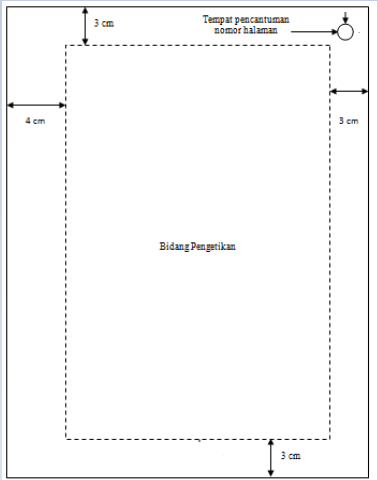 3 cm
Tempat pencantuman
nomor halaman
4 cm
3 cm
Bidang Pengetikan
3 cm